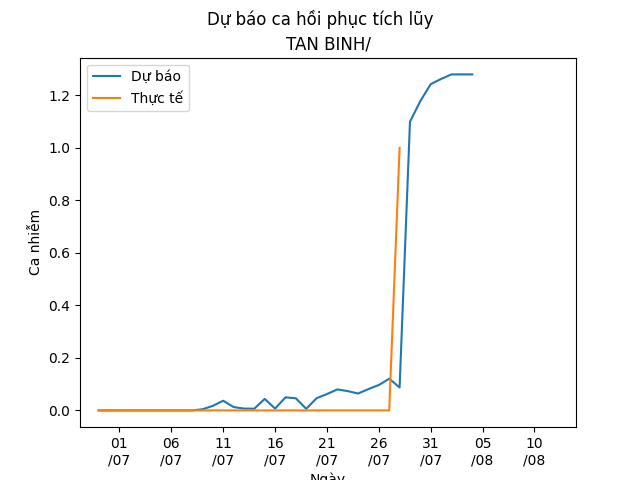 Dự báo ca hồi phục tích lũy
TAN BINH/
Dự báo
Thực tế
Ca nhiễm
1.2
1.0
0.8
0.6
0.4
0.2
0.0
01 06 11 16 21 26 31 05 10
/07 /07 /07 /07 /07 /07 /07 /08 /08
Ngày